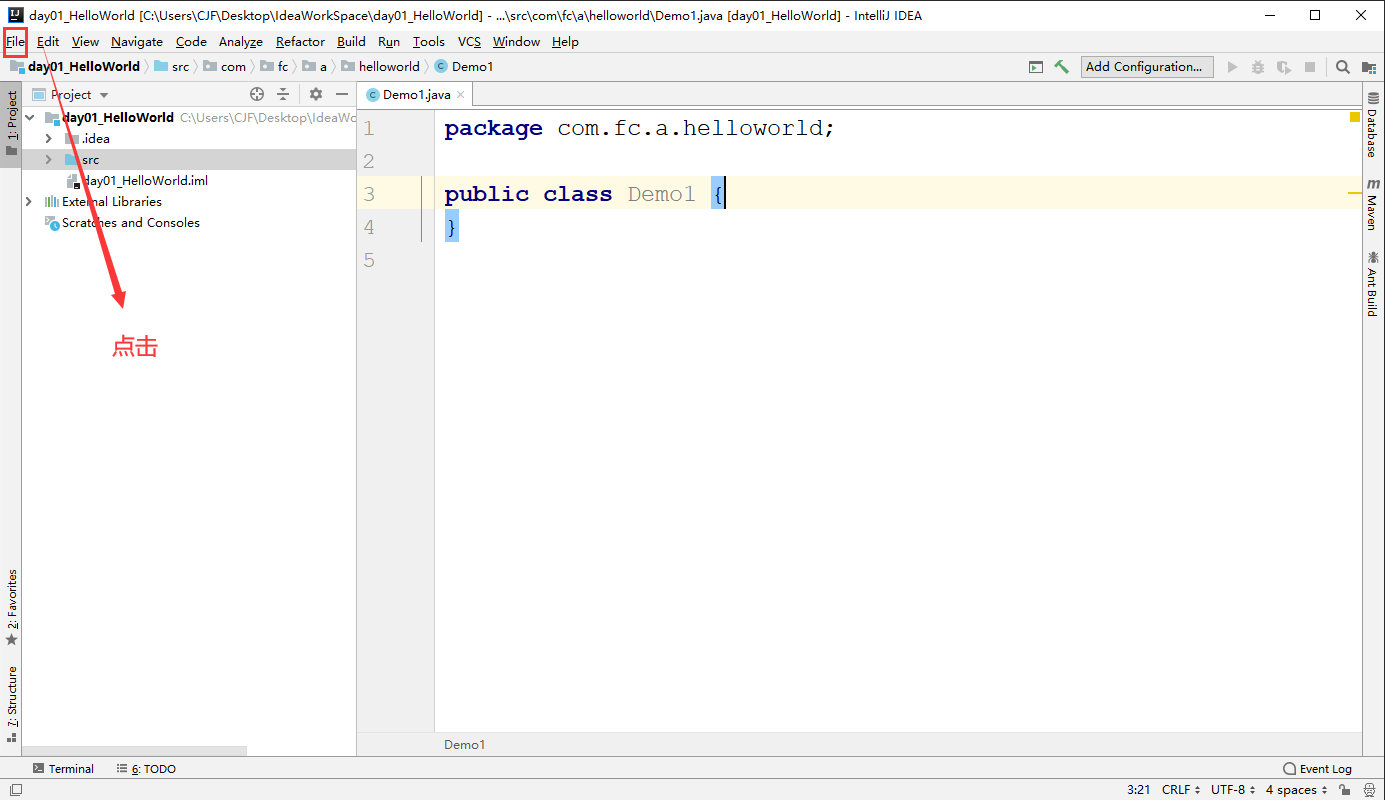 day01_HelloWorld [C:\Users\CJF\Desktop\IdeaWorkSpace\day01_HelloWorld] - ...\src\com\fc\a\helloworld\Demo1.java [day01_HelloWorld] - IntelliJ IDEA
File Edit View Navigate Code Analyze Refactor Build Run Tools VCS Window Help
day01_HelloWorld src com fc a helloworld C Demo1 Add Configuration...
1: Project
Project
C Demo1.java
day01_HelloWorld C:\Users\CJF\Desktop\IdeaWo
.idea
src
day01_HelloWorld.iml
External Libraries
Scratches and Consoles
点击
1 package com.fc.a.helloworld;
2
3 public class Demo1 {
4 }
5
Database
m Maven
Ant Build
2: Favorites
7: Structure
Demo1
Terminal 6: TODO Event Log
3:21 CRLF UTF-8 4 spaces